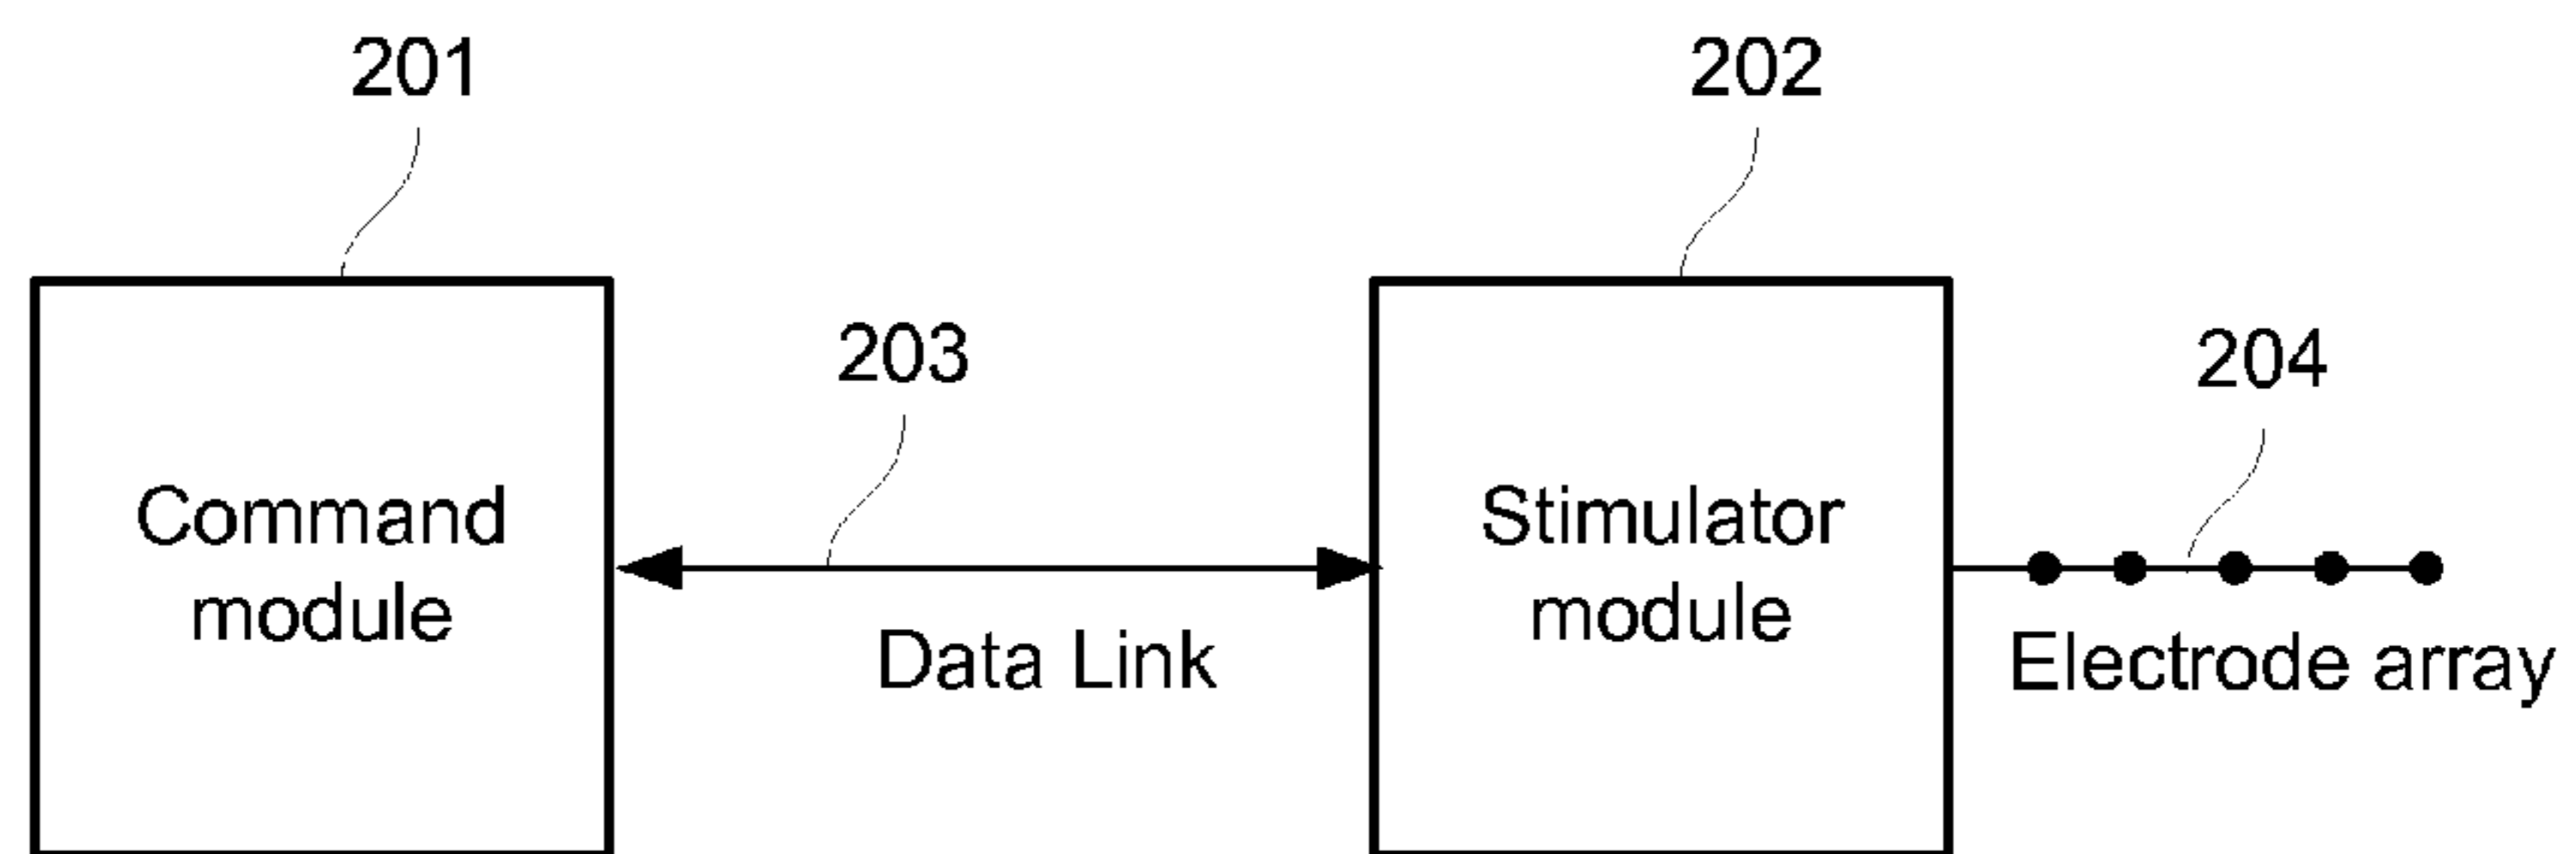 201
202
203
204
Command
module
Data Link
Stimulator
module
Electrode array